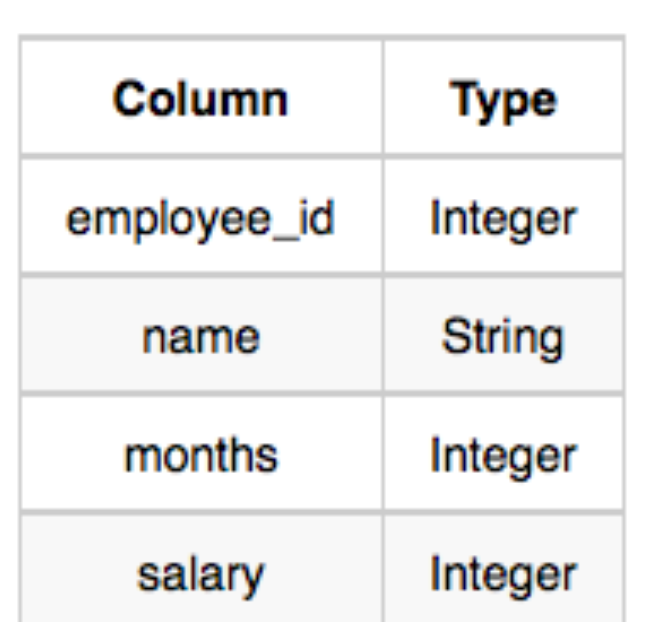 Column Type
employee_id Integer
name String
months Integer
salary Integer